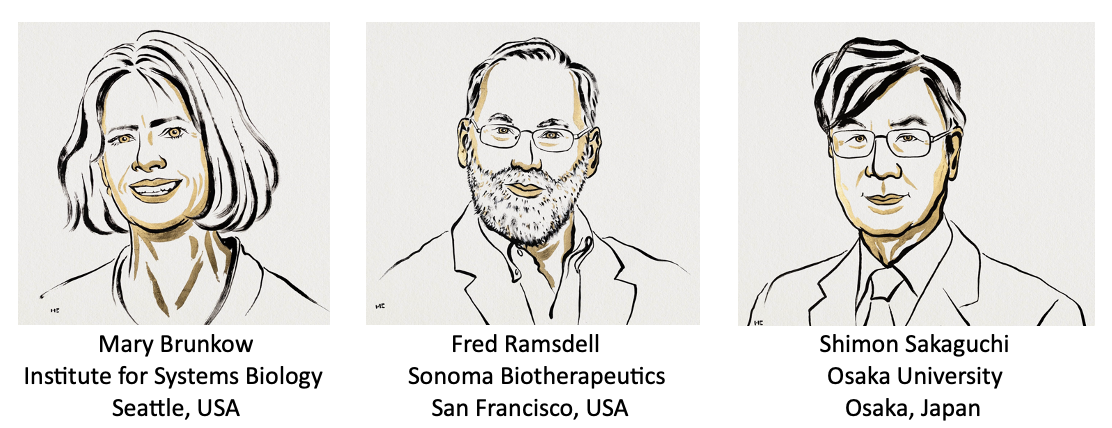 Mary Brunkow
Institute for Systems Biology
Seattle, USA
Fred Ramsdell
Sonoma Biotherapeutics
San Francisco, USA
Shimon Sakaguchi
Osaka University
Osaka, Japan